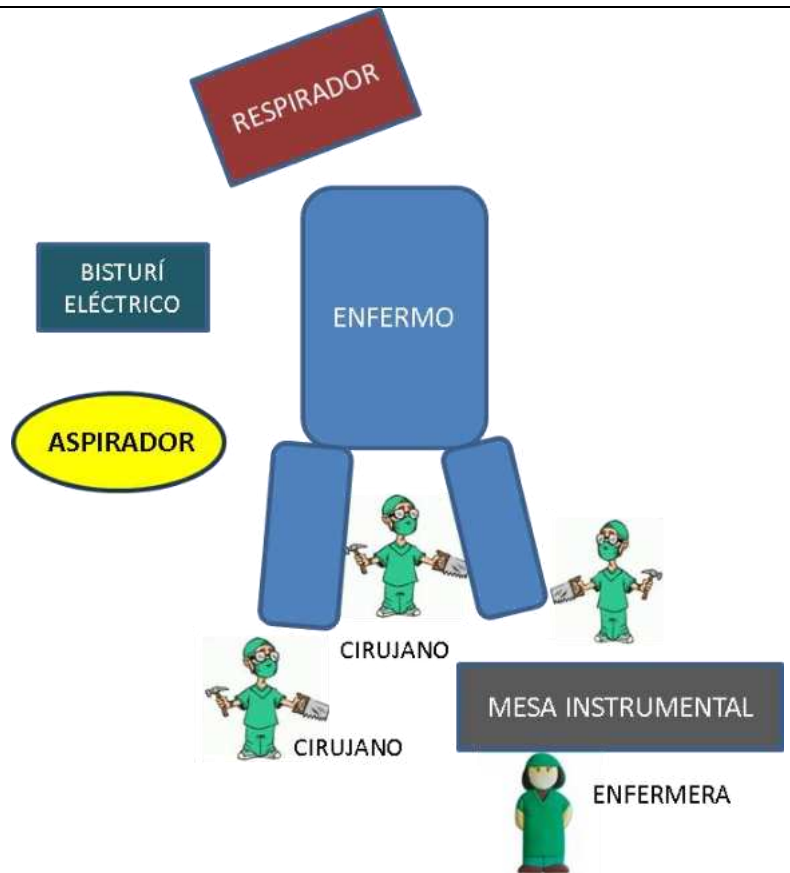 RESPIRADOR
BISTURÍ
ELÉCTRICO
ENFERMO
ASPIRADOR
CIRUJANO
MESA INSTRUMENTAL
CIRUJANO
ENFERMERA